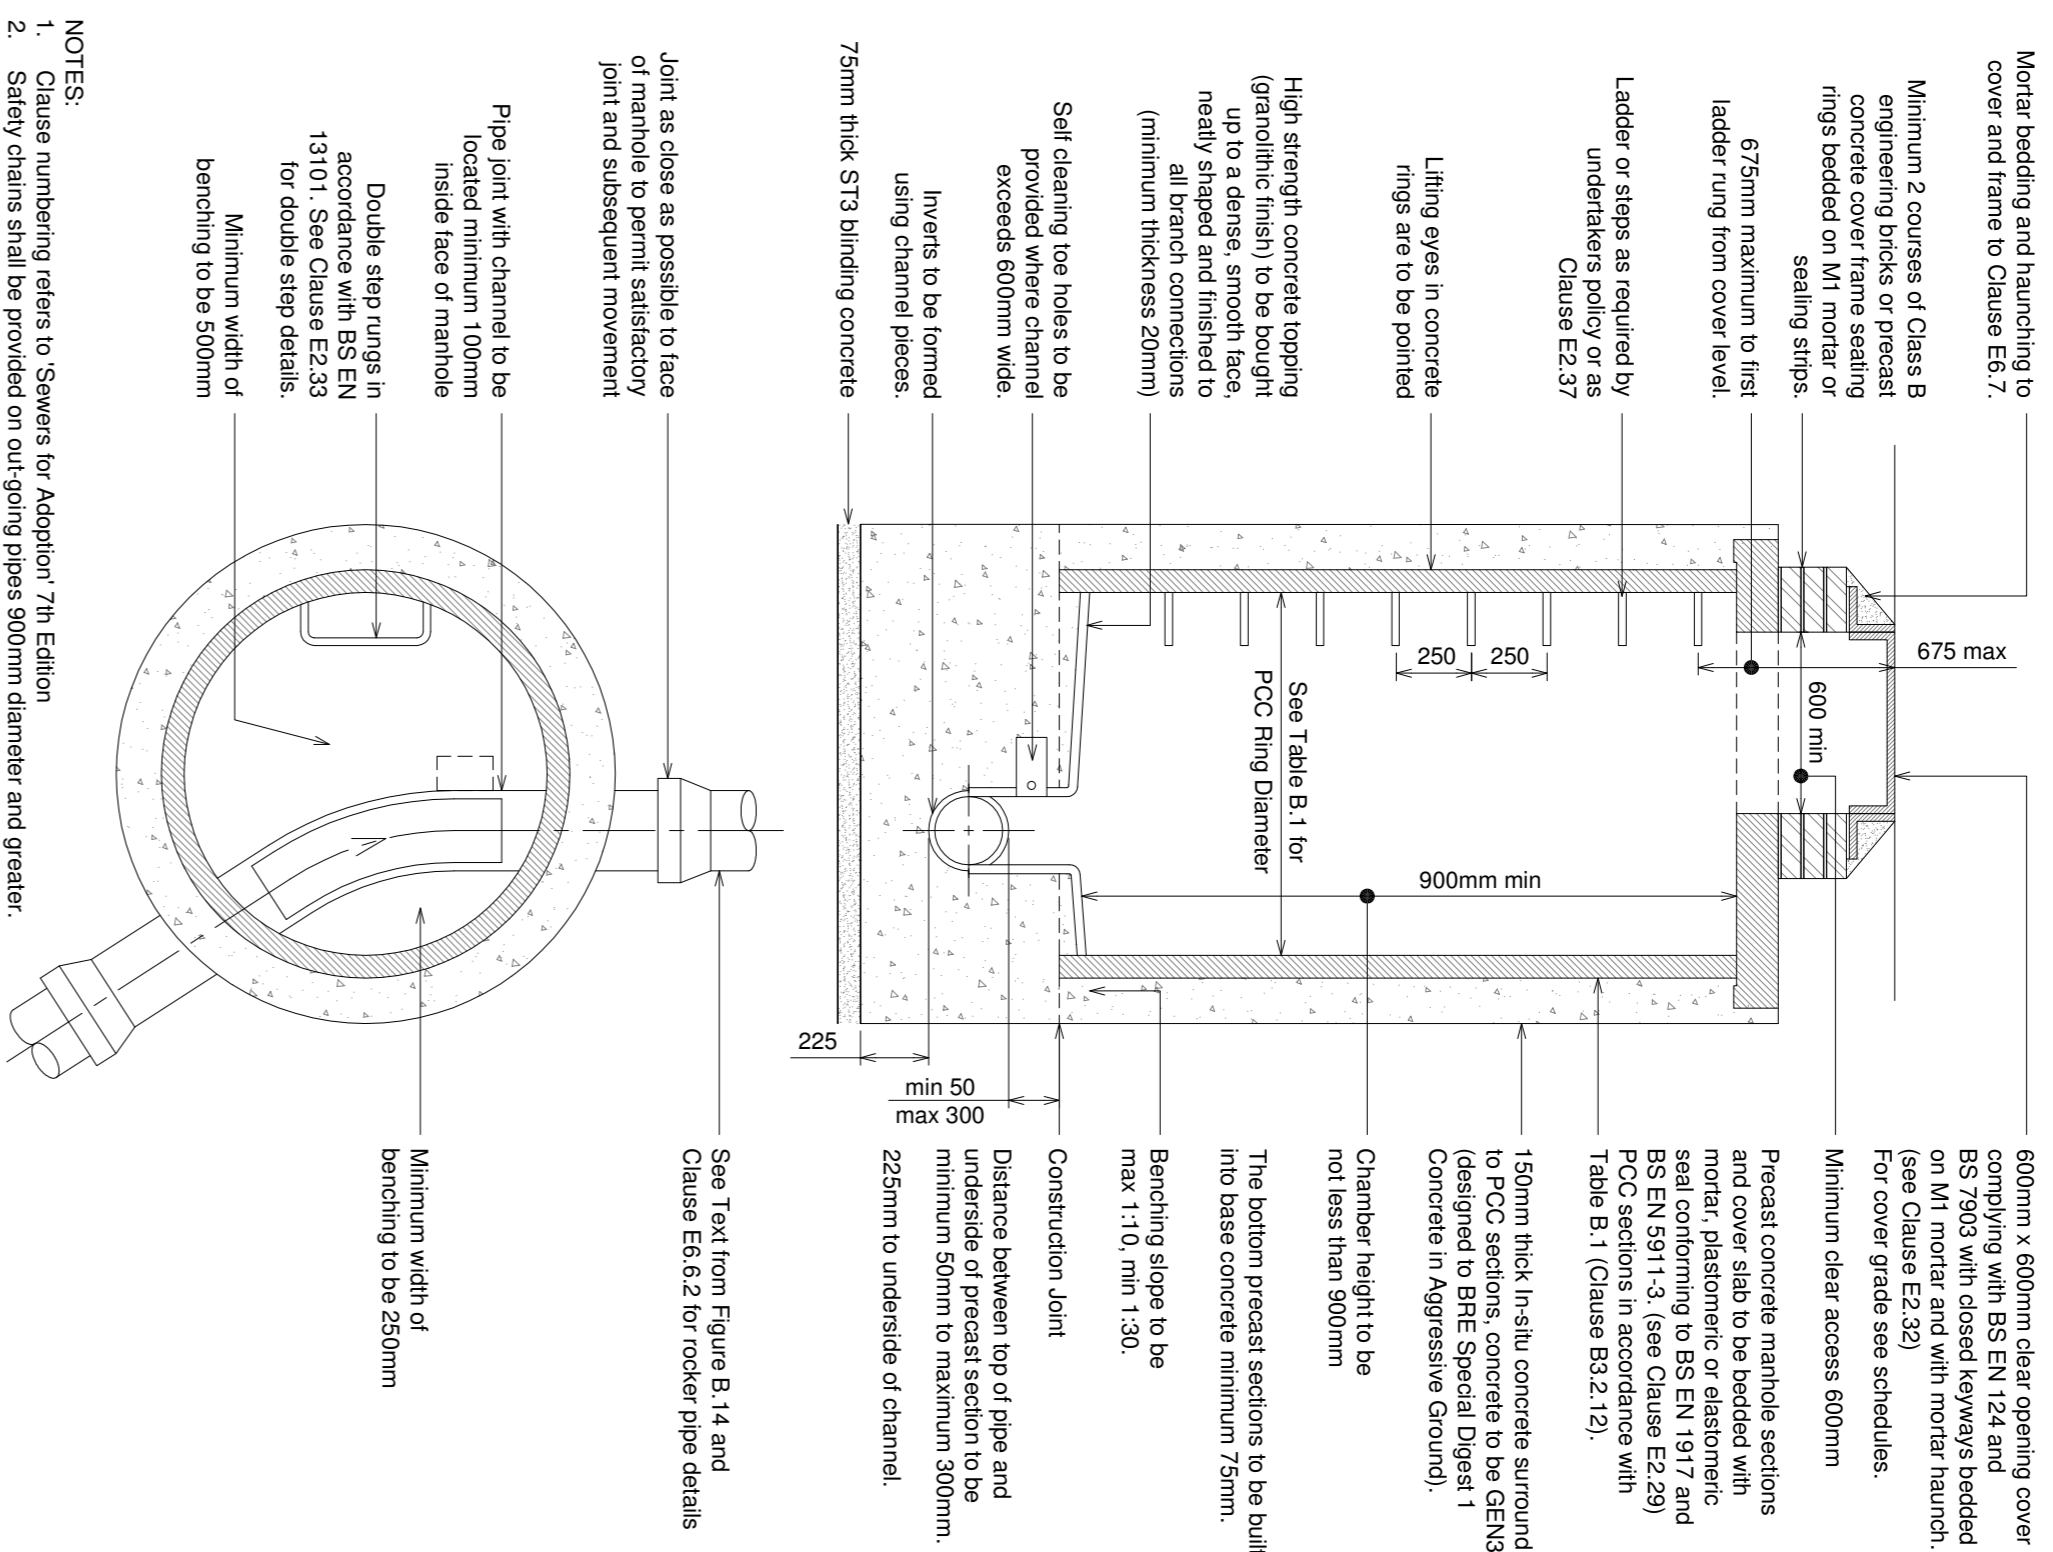 Mortar bedding and haunching to
cover and frame to Clause E6.7.
Minimum 2 courses of Class B
engineering bricks or precast
concrete cover frame seating
rings bedded on M1 mortar or
sealing strips.
675mm maximum to first
ladder rung from cover level.
Ladder or steps as required by
undertakers policy or as
Clause E2.37
Lifting eyes in concrete
rings are to be pointed
High strength concrete topping
(granolithic finish) to be bought
up to a dense, smooth face,
neatly shaped and finished to
all branch connections
(minimum thickness 20mm)
Self cleaning toe holes to be
provided where channel
exceeds 600mm wide.
Inverts to be formed
using channel pieces.
75mm thick ST3 blinding concrete
675 max
600 min
250
250
See Table B.1 for
PCC Ring Diameter
900mm min
225
min 50
max 300
600mm x 600mm clear opening cover
complying with BS EN 124 and
BS 7903 with closed keyways bedded
on M1 mortar and with mortar haunch.
(see Clause E2.32)
For cover grade see schedules.
Minimum clear access 600mm
Precast concrete manhole sections
and cover slab to be bedded with
mortar, plastomeric or elastomeric
seal conforming to BS EN 1917 and
BS EN 5911-3. (see Clause E2.29)
PCC sections in accordance with
Table B.1 (Clause B3.2.12).
150mm thick In-situ concrete surround
to PCC sections, concrete to be GEN3
(designed to BRE Special Digest 1
Concrete in Aggressive Ground).
Chamber height to be
not less than 900mm
The bottom precast sections to be built
into base concrete minimum 75mm.
Benching slope to be
max 1:10, min 1:30.
Construction Joint
Distance between top of pipe and
underside of precast section to be
minimum 50mm to maximum 300mm.
225mm to underside of channel.
Joint as close as possible to face
of manhole to permit satisfactory
joint and subsequent movement
Pipe joint with channel to be
located minimum 100mm
inside face of manhole
Double step rungs in
accordance with BS EN
13101. See Clause E2.33
for double step details.
Minimum width of
benching to be 500mm
See Text from Figure B.14 and
Clause E6.6.2 for rocker pipe details
Minimum width of
benching to be 250mm
NOTES:
1. Clause numbering refers to 'Sewers for Adoption' 7th Edition
2. Safety chains shall be provided on out-going pipes 900mm diameter and greater.